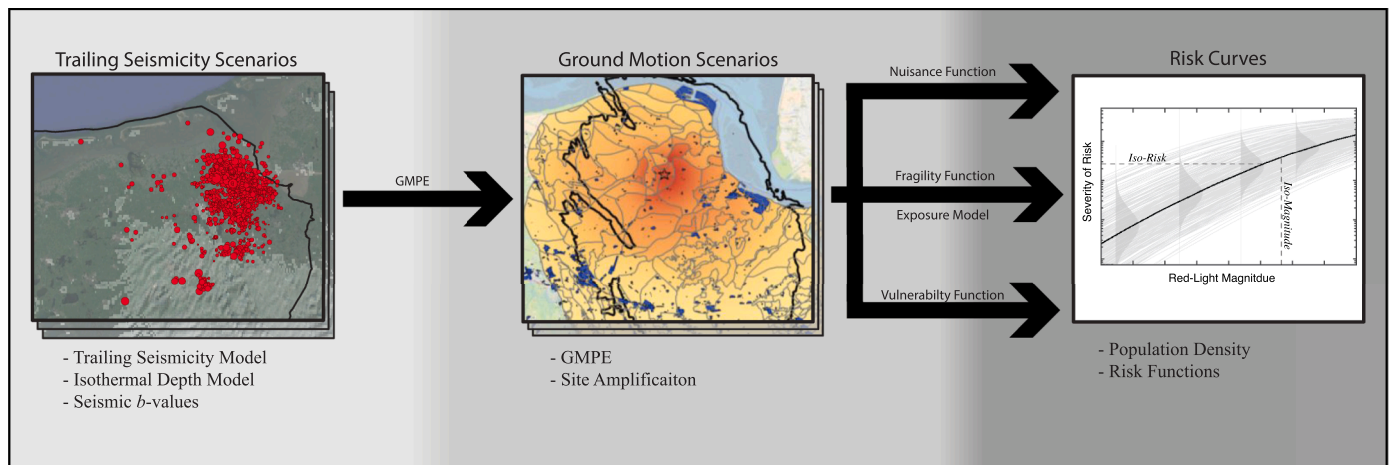 Trailing Seismicity Scenarios
- Trailing Seismicity Model
- Isothermal Depth Model
- Seismic b-values
GMPE
Ground Motion Scenarios
- GMPE
- Site Amplificaiton
Nuisance Function
Fragility Function
Exposure Model
Vulnerabilty Function
Risk Curves
Severity of Risk
Iso-Risk
Iso-Magnitude
Red-Light Magnitdue
- Population Density
- Risk Functions